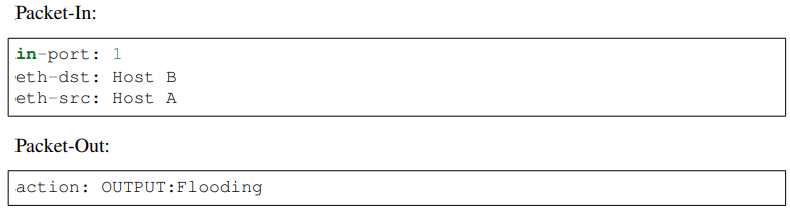 Packet-In:
in-port: 1
eth-dst: Host B
eth-src: Host A
Packet-Out:
action: OUTPUT:Flooding